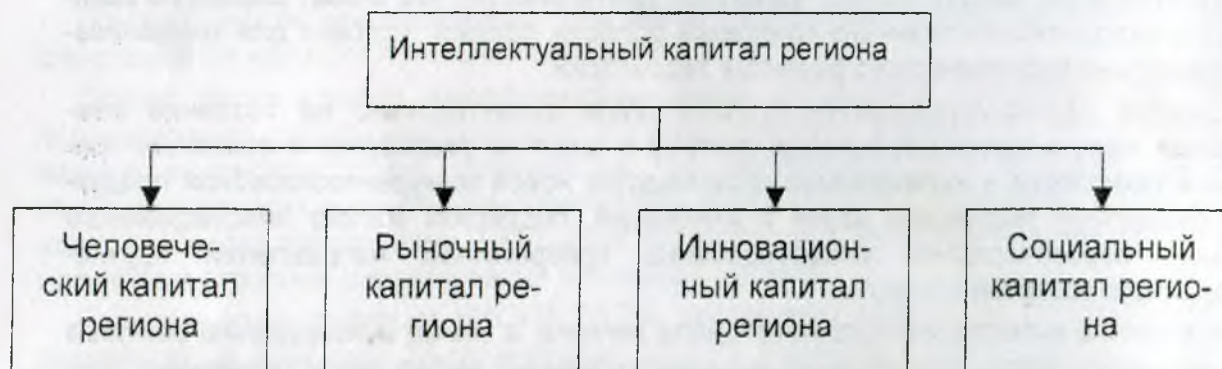 Интеллектуальный капитал региона
Человече-
ский капитал
региона
Рыночный
капитал ре-
гиона
Инновацион-
ный капитал
региона
Социальный
капитал регио-
на